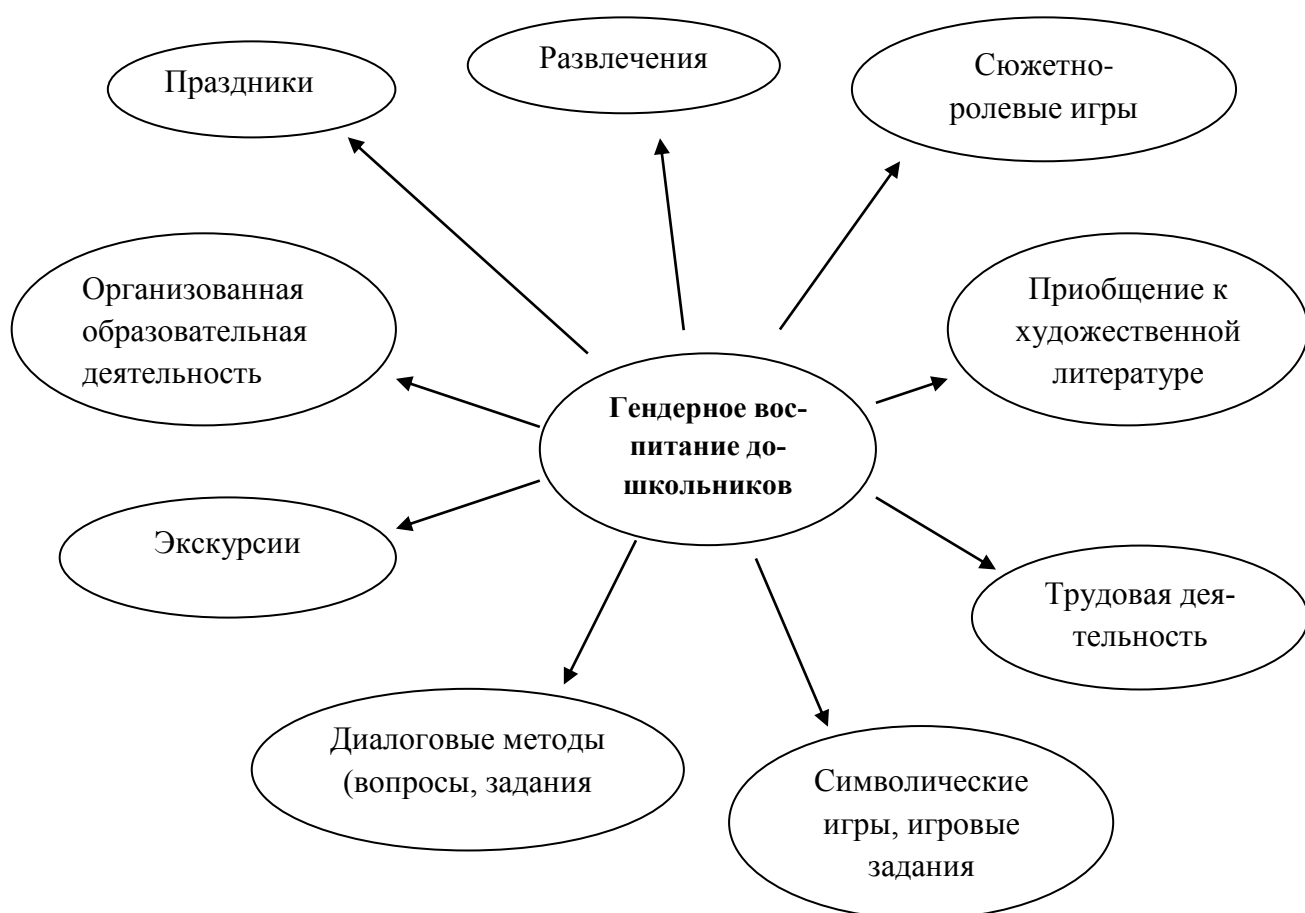 Праздники
Развлечения
Сюжетно-
ролевые игры
Организованная
образовательная
деятельность
Приобщение к
художественной
литературе
Гендерное вос-
питание до-
школьников
Экскурсии
Трудовая дея-
тельность
Диалоговые методы
(вопросы, задания
Символические
игры, игровые
задания